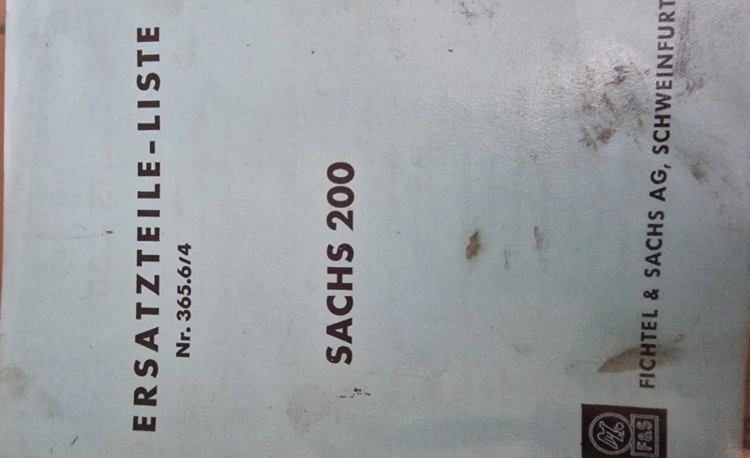 ERSATZTEILE-LISTE
Nr. 365.6/4
SACHS 200
FICHTEL & SACHS AG, SCHWEINFURT
F&S